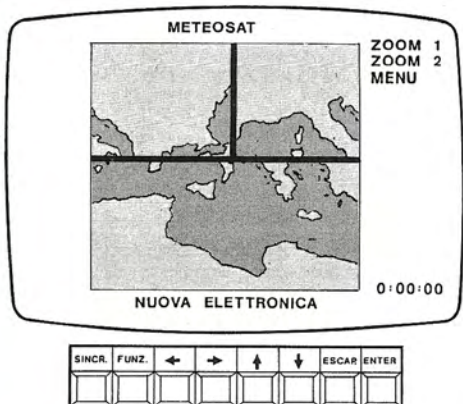 METEOSAT
ZOOM 1
ZOOM 2
MENU
0:00:00
NUOVA ELETTRONICA
SINCR. FUNZ. ← → ↑ ↓ ESCAP. ENTER